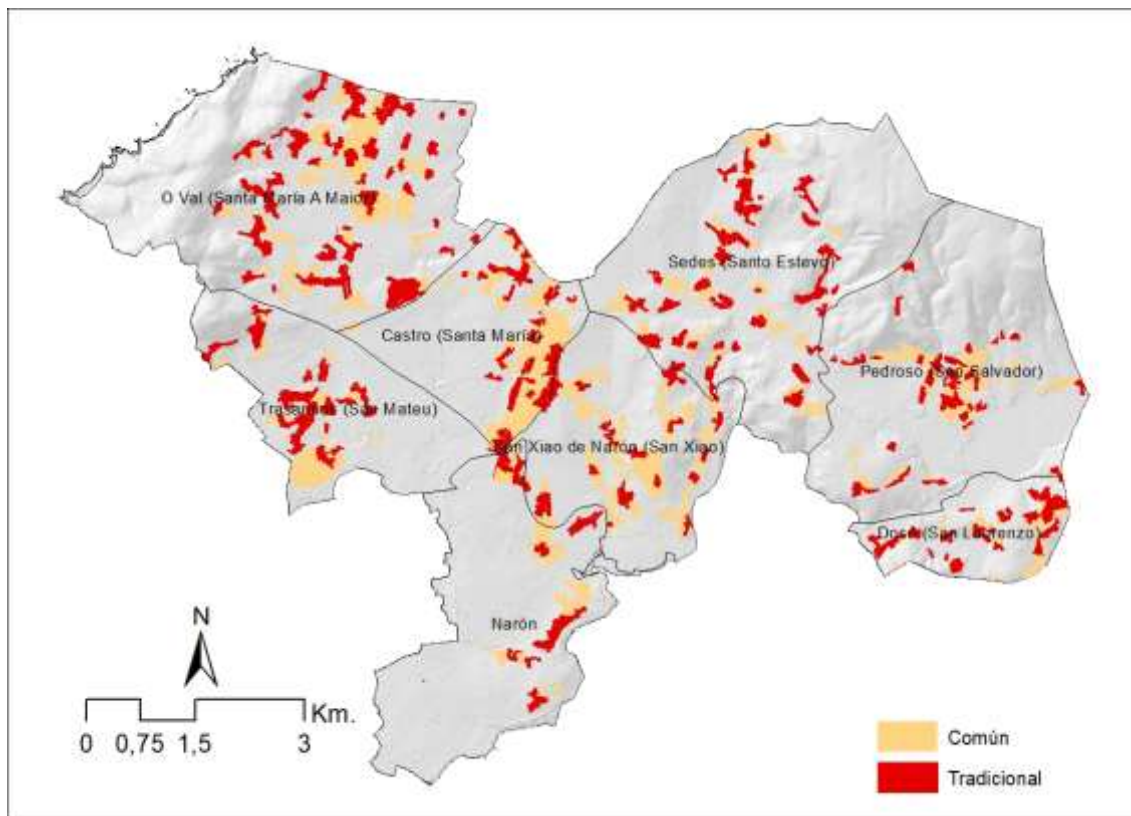 O Val (Santa María A Maior)
Sedes (Santo Estevo)
Castro (Santa María)
Pedroso (San Salvador)
Trasancos (San Mateu)
San Xiao de Narón (San Xiao)
Doso (San Lourenzo)
Narón
N
Km.
0 0,75 1,5 3
Común
Tradicional